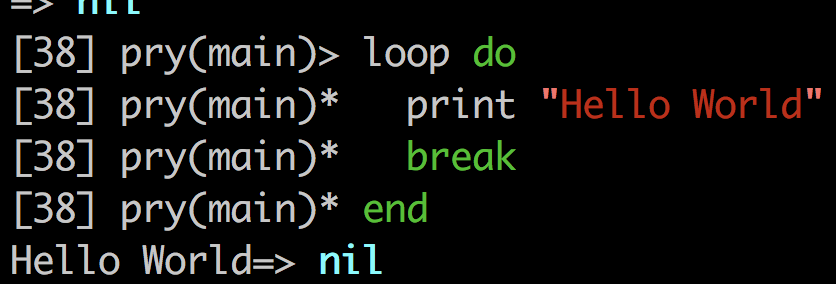 => nil
[38] pry(main)> loop do
[38] pry(main)*   print "Hello World"
[38] pry(main)*   break
[38] pry(main)* end
Hello World=> nil